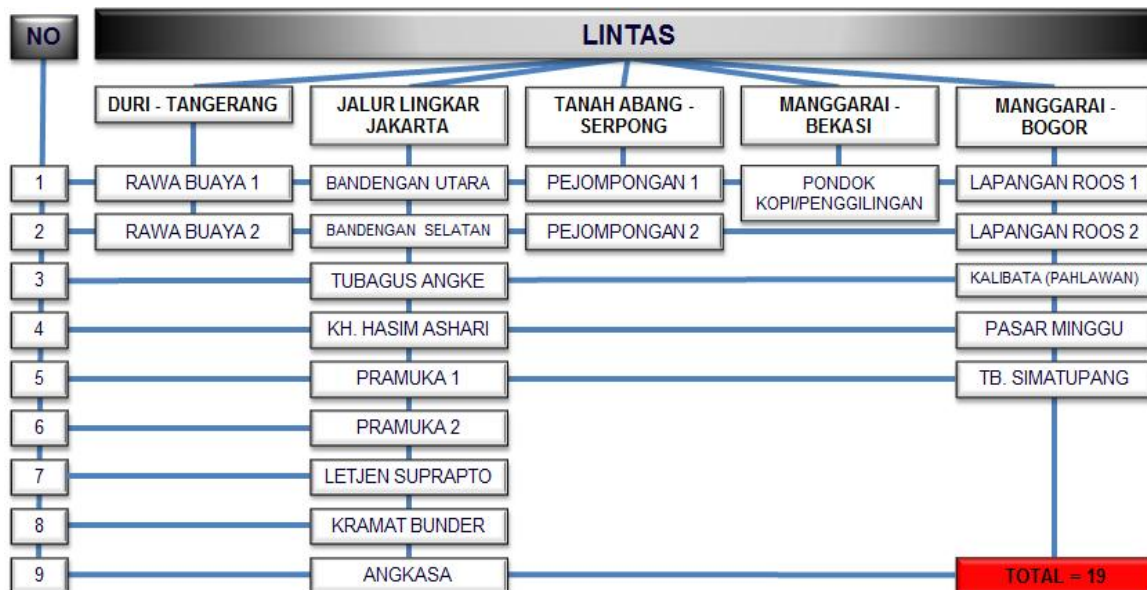 NO
LINTAS
DURI - TANGERANG
JALUR LINGKAR
JAKARTA
TANAH ABANG -
SERPONG
MANGGARAI -
BEKASI
MANGGARAI -
BOGOR
1
RAWA BUAYA 1
BANDENGAN UTARA
PEJOMPONGAN 1
PONDOK
KOPI/PENGGILINGAN
LAPANGAN ROOS 1
2
RAWA BUAYA 2
BANDENGAN SELATAN
PEJOMPONGAN 2
LAPANGAN ROOS 2
3
TUBAGUS ANGKE
KALIBATA (PAHLAWAN)
4
KH. HASIM ASHARI
PASAR MINGGU
5
PRAMUKA 1
TB. SIMATUPANG
6
PRAMUKA 2
7
LETJEN SUPRAPTO
8
KRAMAT BUNDER
9
ANGKASA
TOTAL = 19